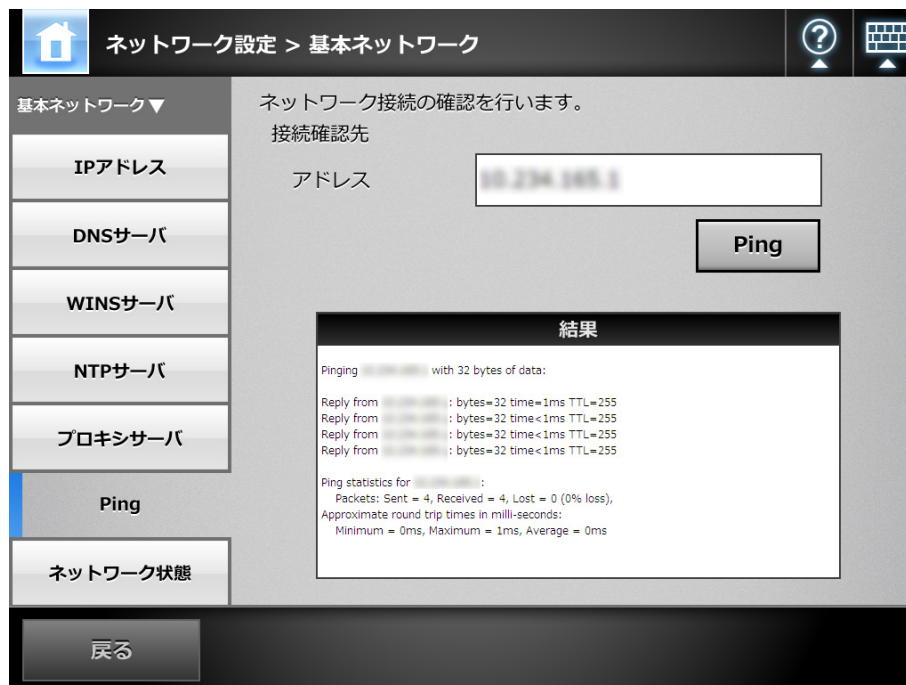 ネットワーク設定 > 基本ネットワーク
?
基本ネットワーク▼
IPアドレス
DNSサーバ
WINSサーバ
NTPサーバ
プロキシサーバ
Ping
ネットワーク状態
ネットワーク接続の確認を行います。
接続確認先
アドレス
Ping
結果
Pinging with 32 bytes of data:
Reply from : bytes=32 time=1ms TTL=255
Reply from : bytes=32 time<1ms TTL=255
Reply from : bytes=32 time<1ms TTL=255
Reply from : bytes=32 time<1ms TTL=255
Ping statistics for :
Packets: Sent = 4, Received = 4, Lost = 0 (0% loss),
Approximate round trip times in milli-seconds:
Minimum = 0ms, Maximum = 1ms, Average = 0ms
戻る